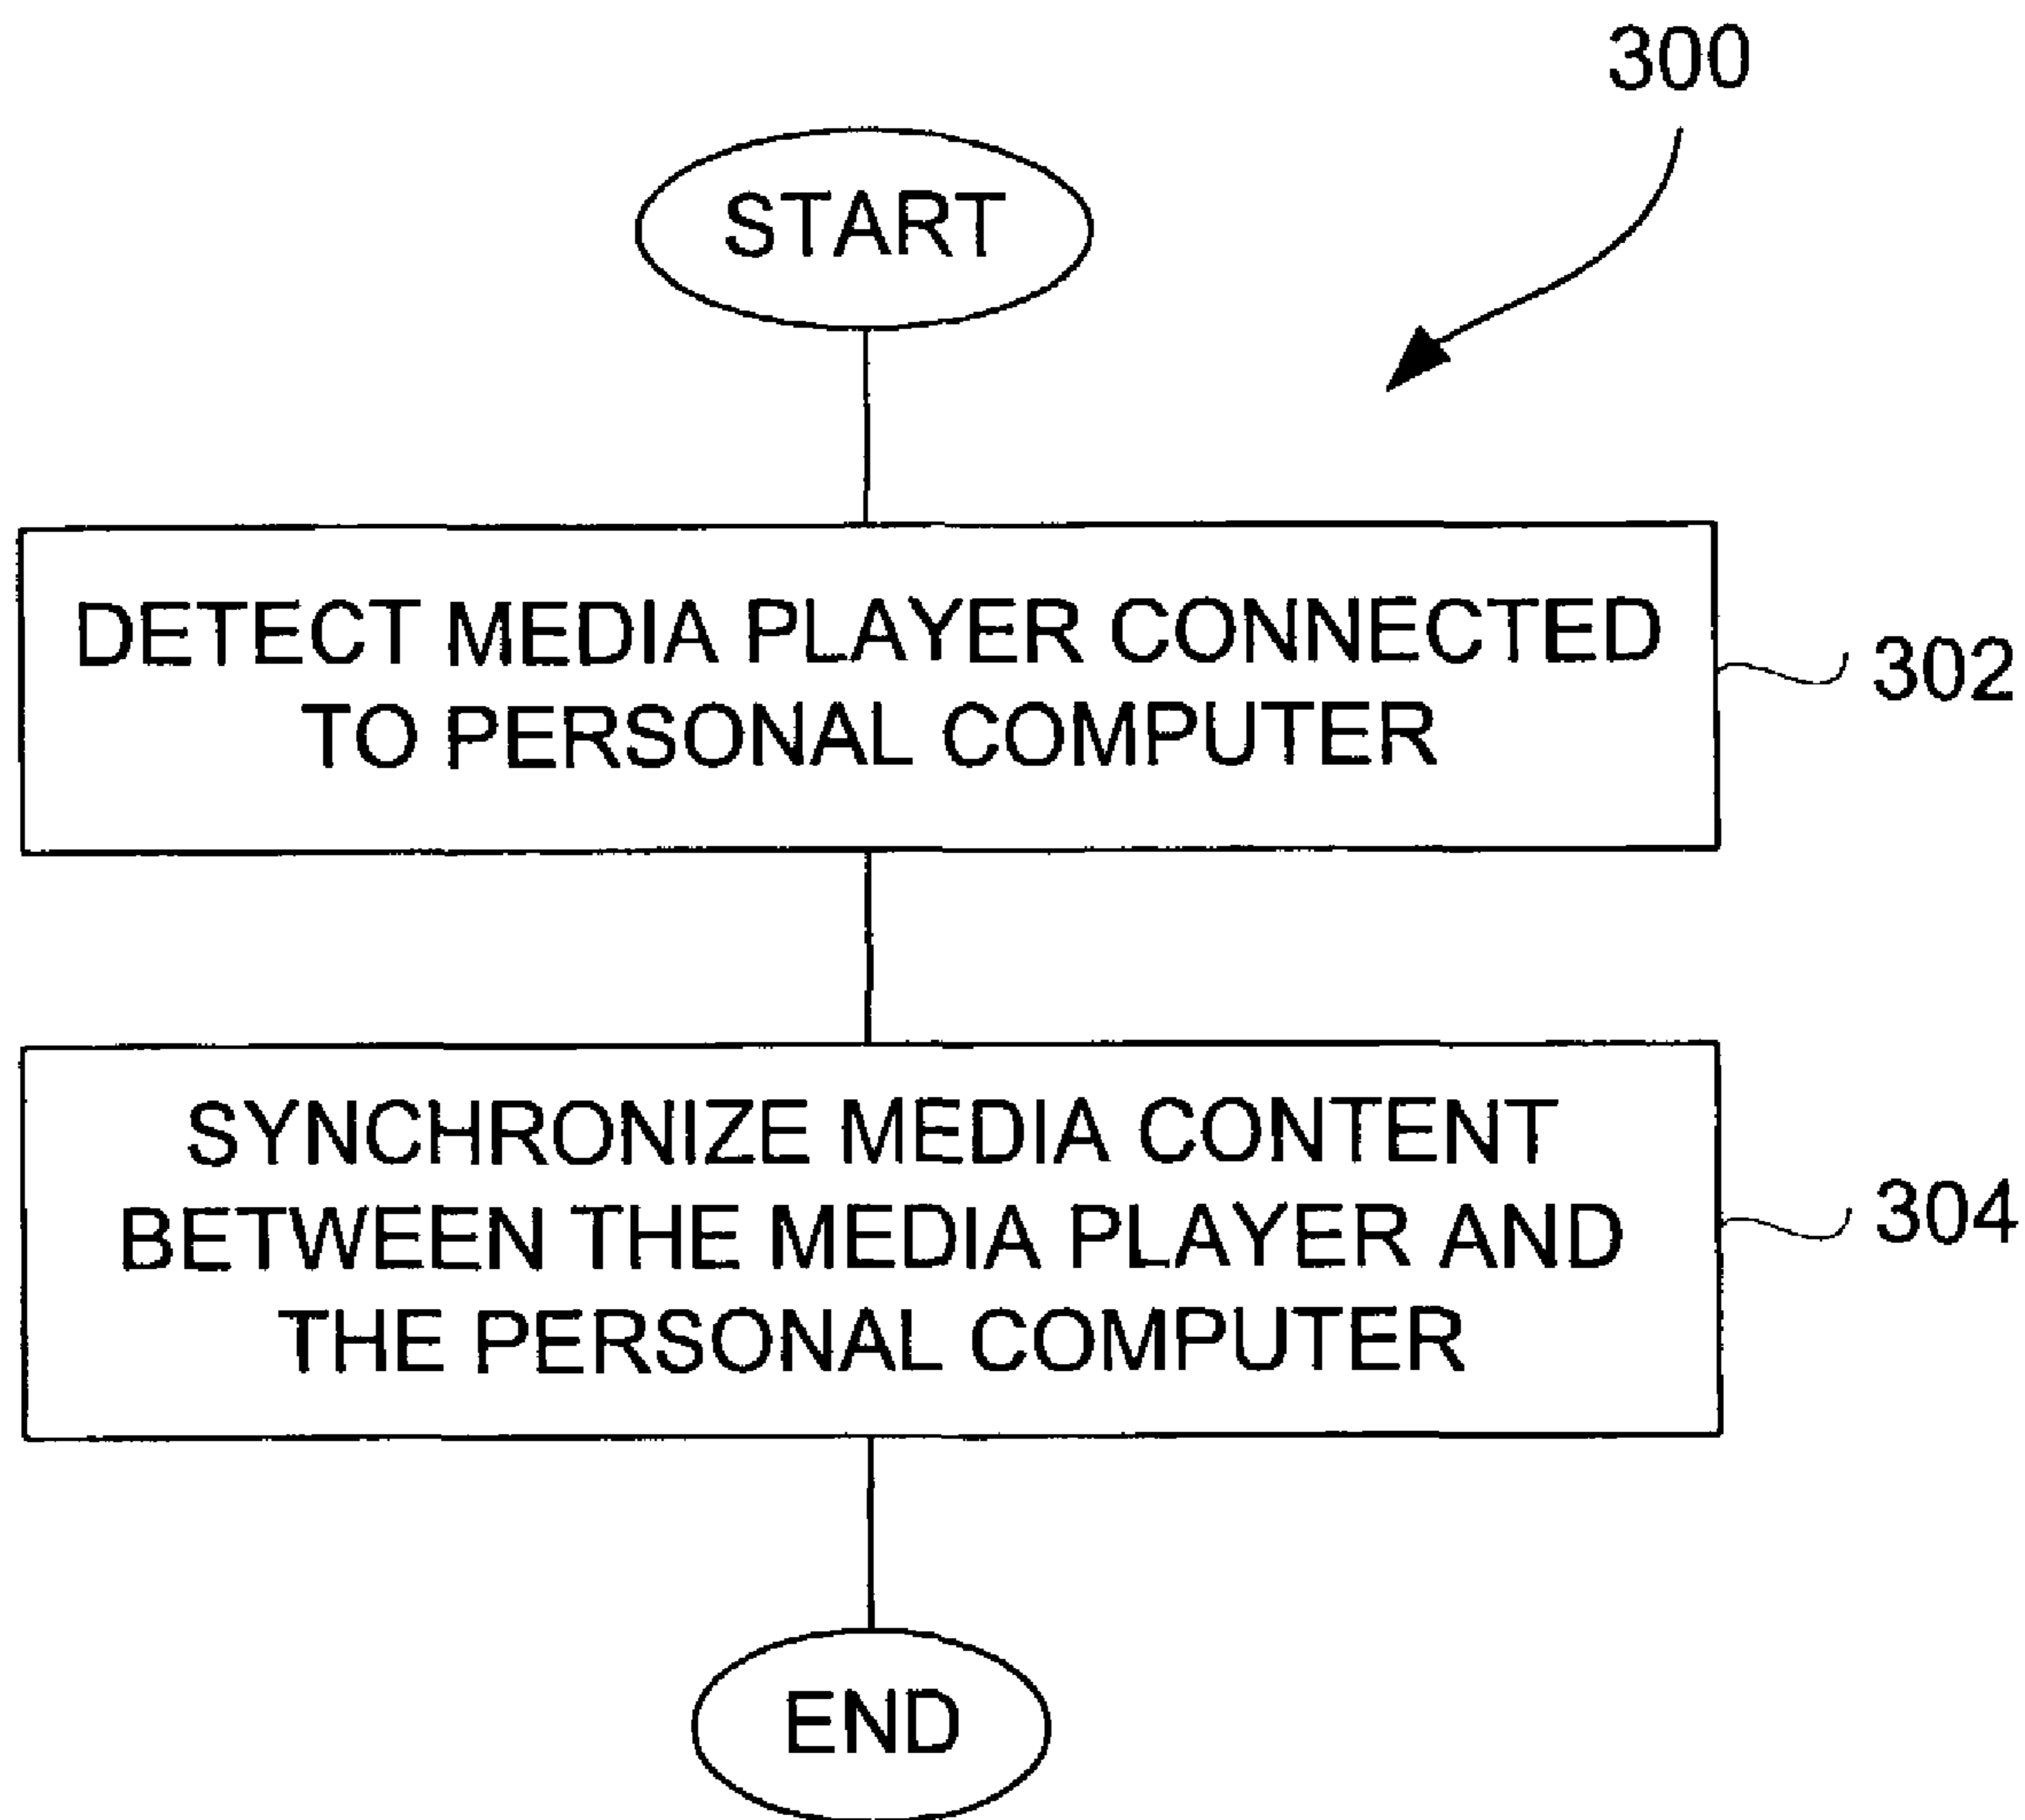 300
START
DETECT MEDIA PLAYER CONNECTED
TO PERSONAL COMPUTER
302
SYNCHRONIZE MEDIA CONTENT
BETWEEN THE MEDIA PLAYER AND
THE PERSONAL COMPUTER
304
END